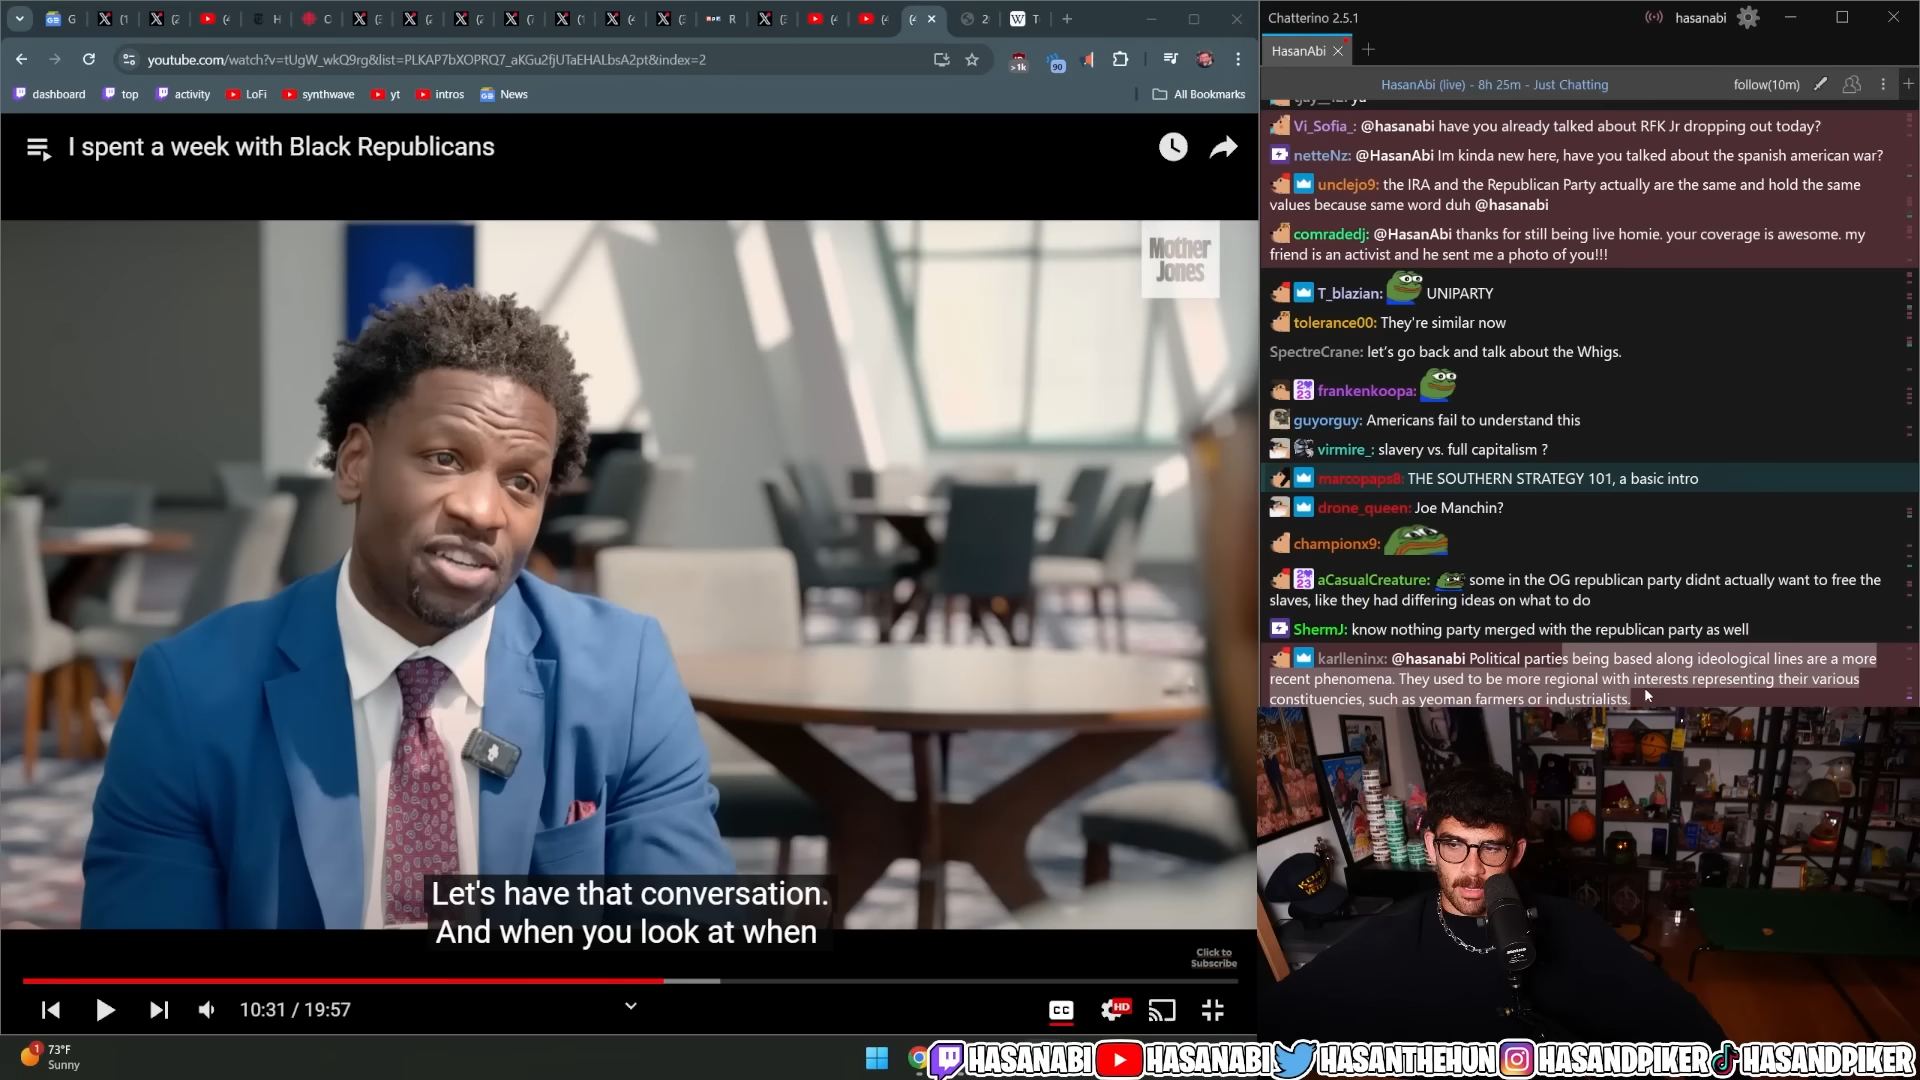 youtube.com/watch?v=tUgW_wkQ9rg&list=PLKAP7bXOPRQ7_aKGu2fjUTaEHALbsA2pt&index=2
>1k
90
dashboard
top
activity
LoFi
synthwave
yt
intros
News
All Bookmarks
I spent a week with Black Republicans
Mother
Jones
Let's have that conversation.
And when you look at when
Click to
Subscribe
10:31 / 19:57
CC
HD
1
73°F
Sunny
Chatterino 2.5.1
hasanabi
HasanAbi
HasanAbi (live) - 8h 25m - Just Chatting
follow(10m)
Vi_Sofia_: @hasanabi have you already talked about RFK Jr dropping out today?
netteNz: @HasanAbi Im kinda new here, have you talked about the spanish american war?
unclejo9: the IRA and the Republican Party actually are the same and hold the same
values because same word duh @hasanabi
comradedj: @HasanAbi thanks for still being live homie. your coverage is awesome. my
friend is an activist and he sent me a photo of you!!!
T_blazian: UNIPARTY
tolerance00: They're similar now
SpectreCrane: let's go back and talk about the Whigs.
frankenkoopa:
guyorguy: Americans fail to understand this
virmire_: slavery vs. full capitalism ?
marcopaps8: THE SOUTHERN STRATEGY 101, a basic intro
drone_queen: Joe Manchin?
championx9:
aCasualCreature: some in the OG republican party didnt actually want to free the
slaves, like they had differing ideas on what to do
ShermJ: know nothing party merged with the republican party as well
karlleninx: @hasanabi Political parties being based along ideological lines are a more
recent phenomena. They used to be more regional with interests representing their various
constituencies, such as yeoman farmers or industrialists.
HASANABI HASANABI HASANTHEHUN HASANDPIKER HASANDPIKER